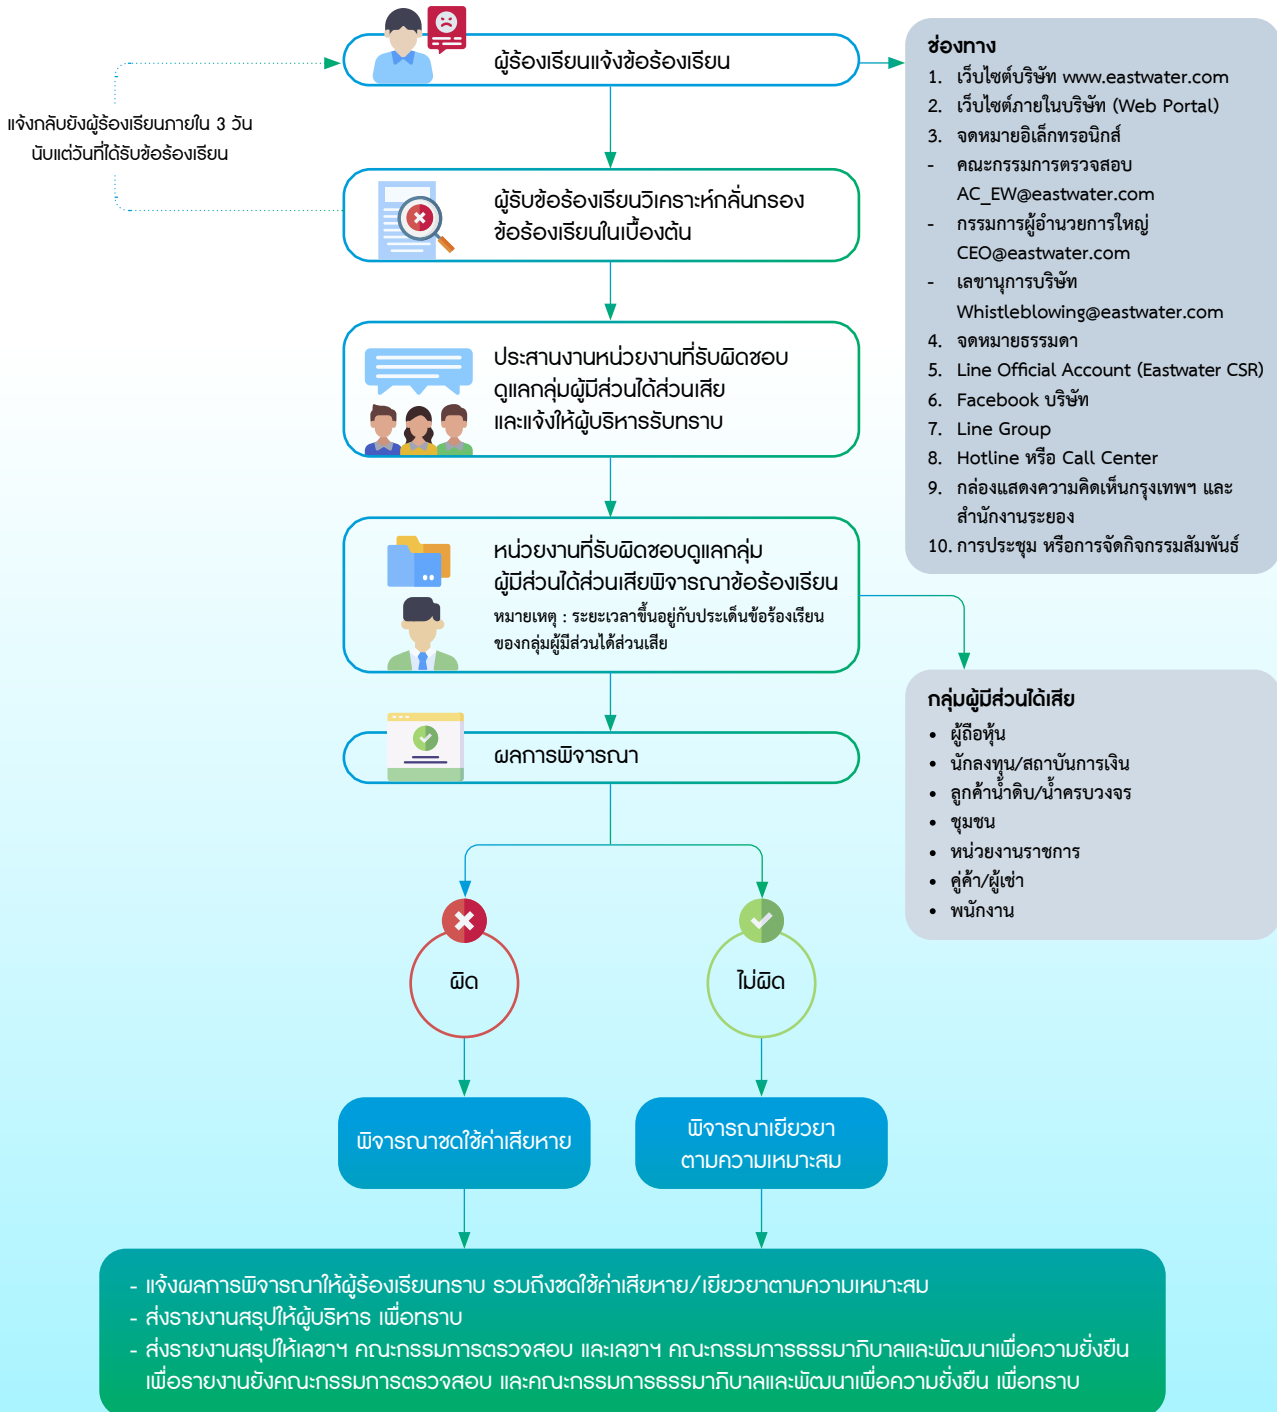 ผู้ร้องเรียนแจ้งข้อร้องเรียน
แจ้งกลับยังผู้ร้องเรียนภายใน 3 วัน
นับแต่วันที่ได้รับข้อร้องเรียน
ผู้รับข้อร้องเรียนวิเคราะห์กลั่นกรอง
ข้อร้องเรียนในเบื้องต้น
ประสานงานหน่วยงานที่รับผิดชอบ
ดูแลกลุ่มผู้มีส่วนได้ส่วนเสีย
และแจ้งให้ผู้บริหารรับทราบ
หน่วยงานที่รับผิดชอบดูแลกลุ่ม
ผู้มีส่วนได้ส่วนเสียพิจารณาข้อร้องเรียน
หมายเหตุ : ระยะเวลาขึ้นอยู่กับประเด็นข้อร้องเรียน
ของกลุ่มผู้มีส่วนได้ส่วนเสีย
ช่องทาง
1. เว็บไซต์บริษัท www.eastwater.com
2. เว็บไซต์ภายในบริษัท (Web Portal)
3. จดหมายอิเล็กทรอนิกส์
- คณะกรรมการตรวจสอบ
AC_EW@eastwater.com
- กรรมการผู้อำนวยการใหญ่
CEO@eastwater.com
- เลขานุการบริษัท
Whistleblowing@eastwater.com
4. จดหมายธรรมดา
5. Line Official Account (Eastwater CSR)
6. Facebook บริษัท
7. Line Group
8. Hotline หรือ Call Center
9. กล่องแสดงความคิดเห็นกรุงเทพฯ และ
สำนักงานระยอง
10. การประชุม หรือการจัดกิจกรรมสัมพันธ์
กลุ่มผู้มีส่วนได้เสีย
• ผู้ถือหุ้น
• นักลงทุน/สถาบันการเงิน
• ลูกค้าน้ำดิบ/น้ำครบวงจร
• ชุมชน
• หน่วยงานราชการ
• คู่ค้า/ผู้เช่า
• พนักงาน
ผลการพิจารณา
ผิด
ไม่ผิด
พิจารณาชดใช้ค่าเสียหาย
พิจารณาเยียวยา
ตามความเหมาะสม
- แจ้งผลการพิจารณาให้ผู้ร้องเรียนทราบ รวมถึงชดใช้ค่าเสียหาย/เยียวยาตามความเหมาะสม
- ส่งรายงานสรุปให้ผู้บริหาร เพื่อทราบ
- ส่งรายงานสรุปให้เลขาฯ คณะกรรมการตรวจสอบ และเลขาฯ คณะกรรมการธรรมาภิบาลและพัฒนาเพื่อความยั่งยืน
เพื่อรายงานยังคณะกรรมการตรวจสอบ และคณะกรรมการธรรมาภิบาลและพัฒนาเพื่อความยั่งยืน เพื่อทราบ